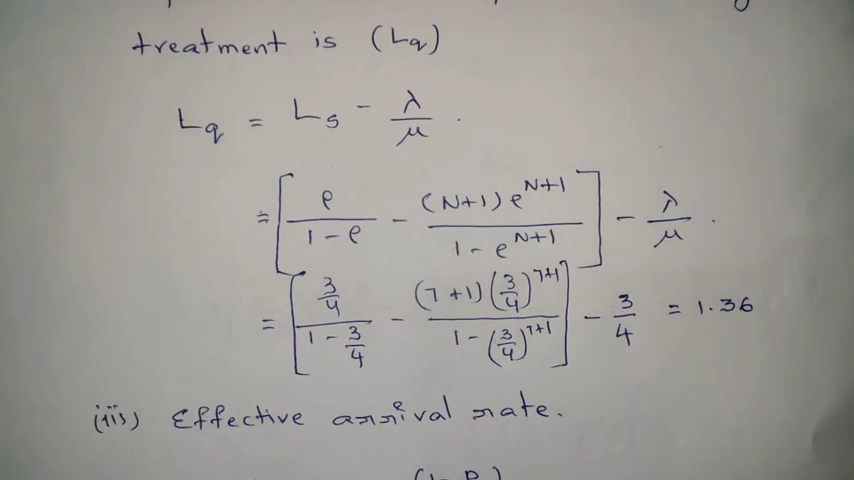 treatment is (Lq)
Lq = Ls - λ/μ .
= [ρ/(1-ρ) - (N+1)ρ^(N+1)/(1-ρ^(N+1))] - λ/μ .
= [(3/4)/(1-3/4) - (7+1)(3/4)^(7+1)/(1-(3/4)^(7+1))] - 3/4 = 1.36
(iii) Effective arrival rate.